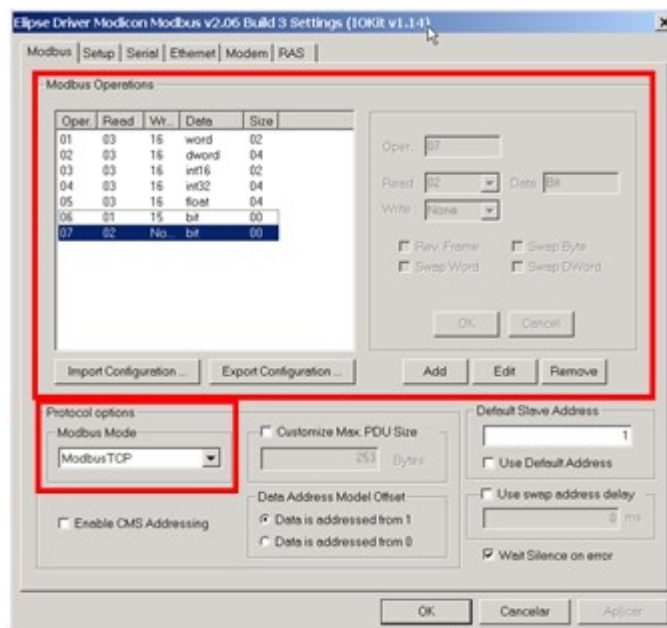 Elipse Driver Modicon Modbus v2.06 Build 3 Settings (IOKit v1.14)
Modbus Setup Serial Ethernet Modem RAS
Modbus Operations
Oper. Read Wr... Data Size
01 03 16 word 02
02 03 16 dword 04
03 03 16 int16 02
04 03 16 int32 04
05 03 16 float 04
06 01 15 bit 00
07 02 No... bit 00
Oper. 07
Read 02 Data Bit
Write None
Rev. Frame Swap Byte
Swap Word Swap DWord
OK Cancel
Import Configuration ... Export Configuration ... Add Edit Remove
Protocol options
Modbus Mode
ModbusTCP
Enable CMS Addressing
Customize Max. PDU Size
253 Bytes
Data Address Model Offset
Data is addressed from 1
Data is addressed from 0
Default Slave Address
1
Use Default Address
Use swap address delay
0 ms
Wait Silence on error
OK Cancelar Aplicar